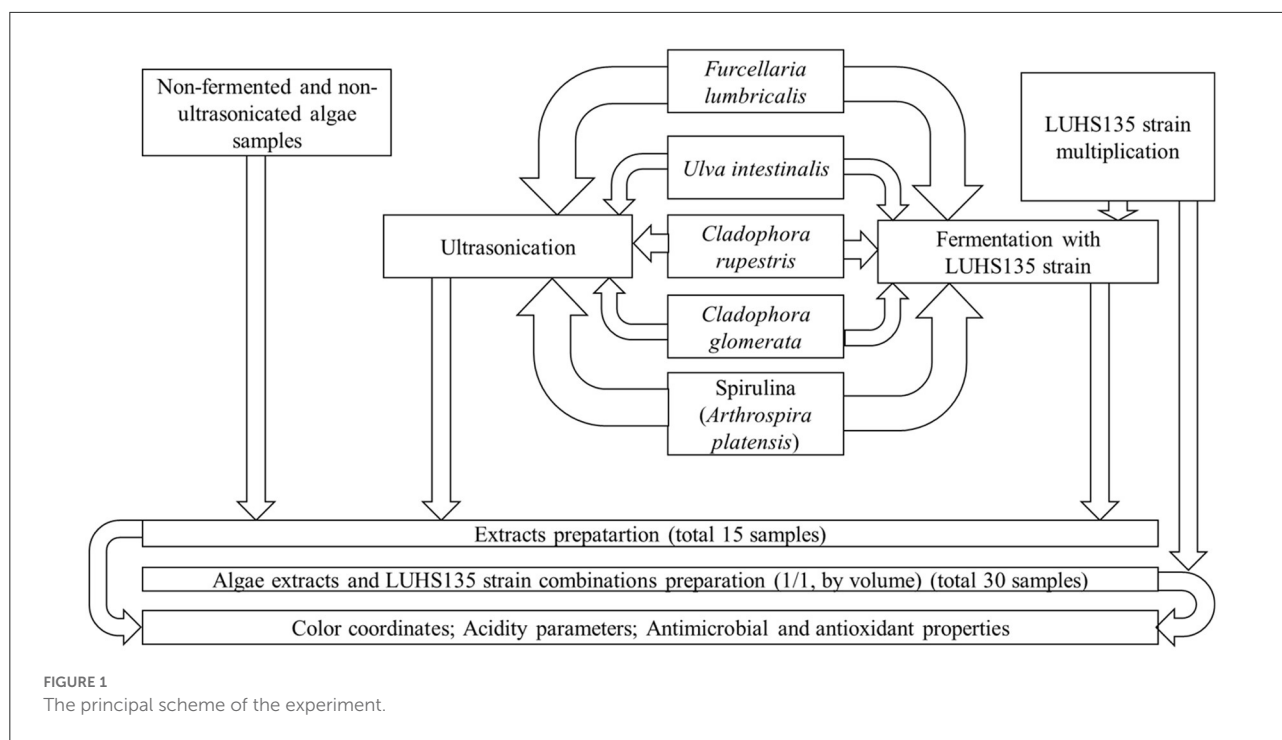 Non-fermented and non-
ultrasonicated algae
samples
Furcellaria
lumbricalis
LUHS135 strain
multiplication
Ulva intestinalis
Ultrasonication
Cladophora
rupestris
Fermentation with
LUHS135 strain
Cladophora
glomerata
Spirulina
(Arthrospira
platensis)
Extracts prepatartion (total 15 samples)
Algae extracts and LUHS135 strain combinations preparation (1/1, by volume) (total 30 samples)
Color coordinates; Acidity parameters; Antimicrobial and antioxidant properties
FIGURE 1
The principal scheme of the experiment.